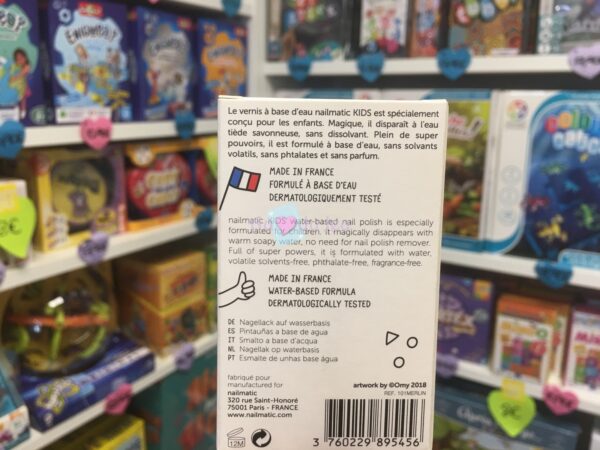 Le vernis à base d'eau nailmatic KIDS est spécialement
conçu pour les enfants. Magique, il disparaît à l'eau
tiède savonneuse, sans dissolvant. Plein de super
pouvoirs, il est formulé à base d'eau, sans solvants
volatils, sans phtalates et sans parfum.
MADE IN FRANCE
FORMULÉ À BASE D'EAU
DERMATOLOGIQUEMENT TESTÉ
nailmatic KIDS water-based nail polish is especially
formulated for children. It magically disappears with
warm soapy water, no need for nail polish remover.
Full of super powers, it is formulated with water,
volatile solvents-free, phthalate-free, fragrance-free.
MADE IN FRANCE
WATER-BASED FORMULA
DERMATOLOGICALLY TESTED
DE Nagellack auf wasserbasis
ES Pintauñas a base de agua
IT Smalto a base d'acqua
NL Nagellak op waterbasis
PT Esmalte de unhas base água
fabriqué pour
manufactured for
nailmatic
320 rue Saint-Honoré
75001 Paris - FRANCE
www.nailmatic.com
artwork by ©Omy 2018
REF. 101MERLIN
12M
3 760229 895456